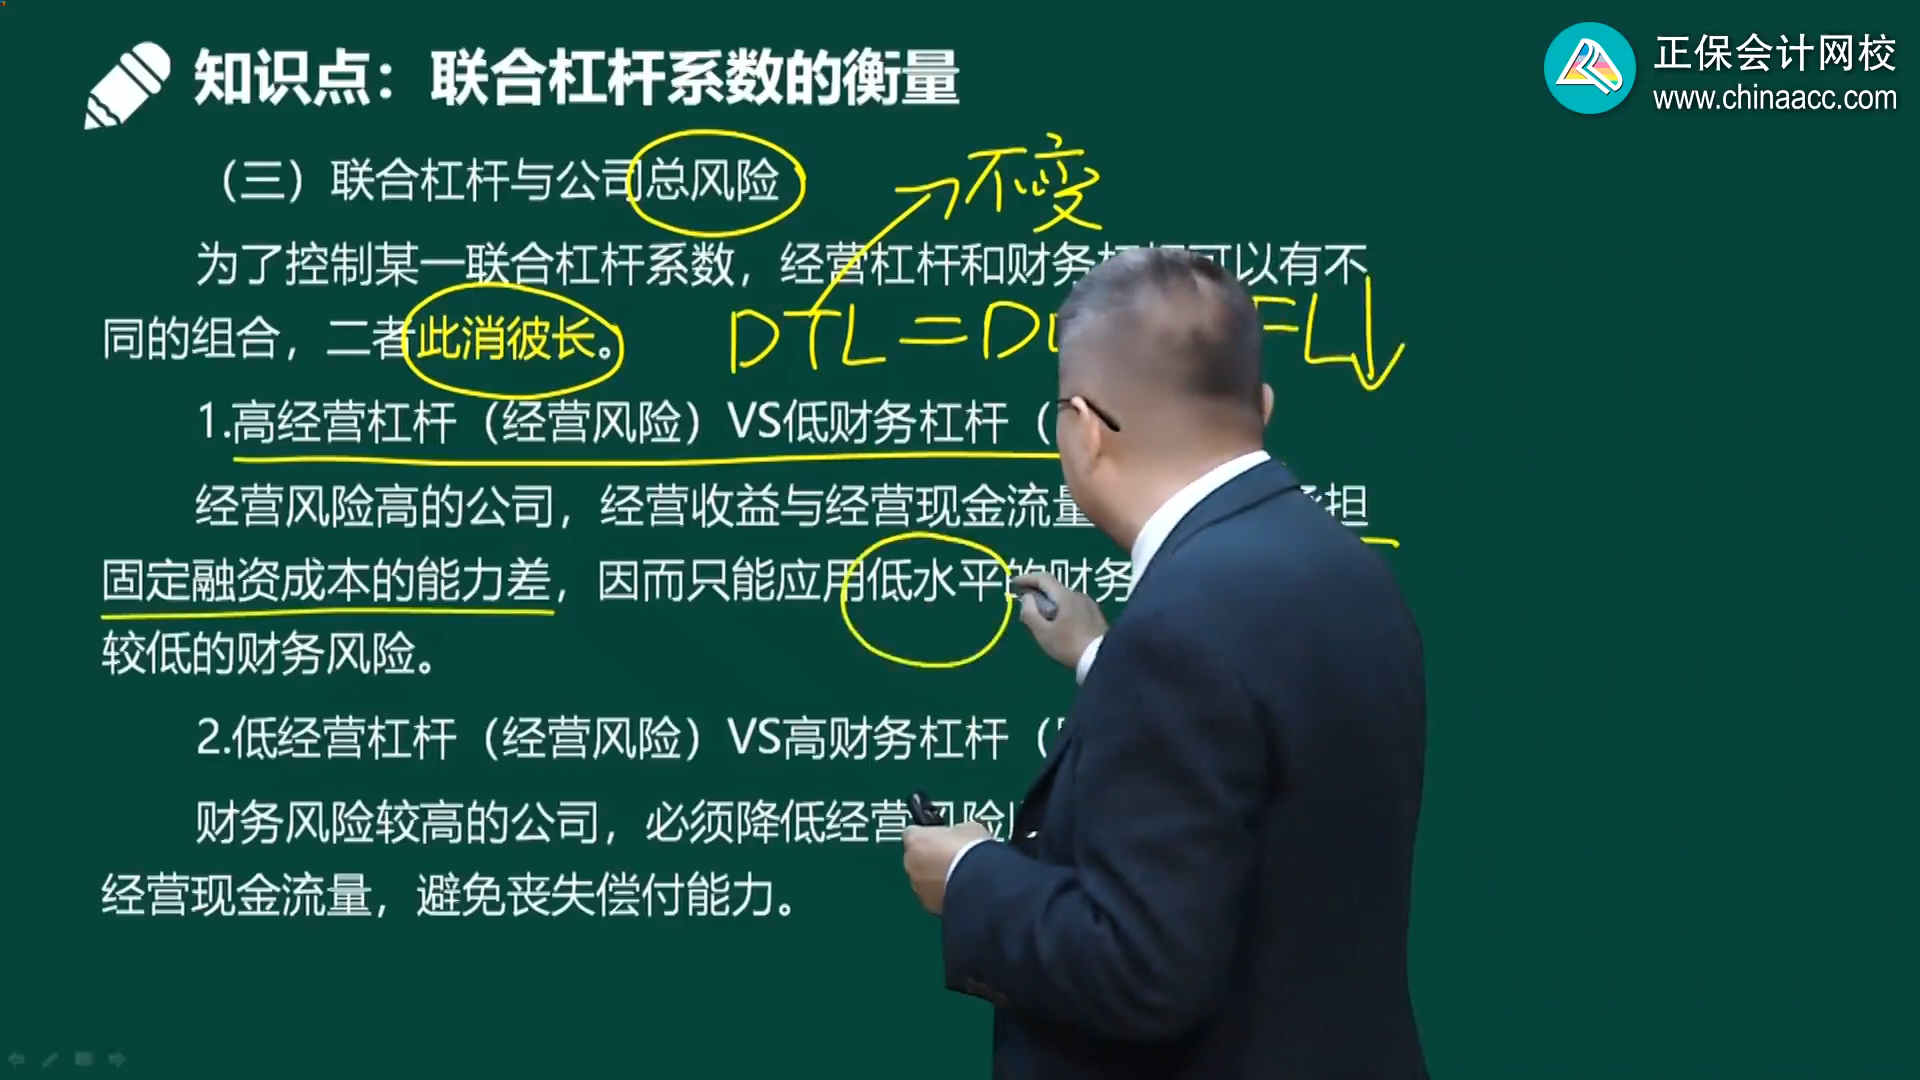 知识点：联合杠杆系数的衡量
正保会计网校
www.chinaacc.com
（三）联合杠杆与公司总风险
不变
为了控制某一联合杠杆系数，经营杠杆和财务 可以有不
同的组合，二者此消彼长。
DTL=D FL↓
1.高经营杠杆（经营风险）VS低财务杠杆（
经营风险高的公司，经营收益与经营现金流量 承担
固定融资成本的能力差，因而只能应用低水平的财务
较低的财务风险。
2.低经营杠杆（经营风险）VS高财务杠杆（
财务风险较高的公司，必须降低经营风险
经营现金流量，避免丧失偿付能力。